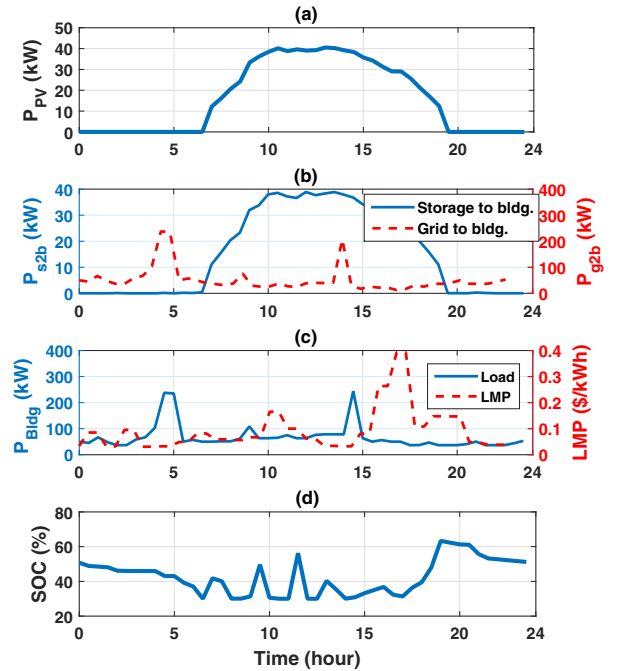 (a)
P_PV (kW)
50
40
30
20
10
0
0 5 10 15 20 24
(b)
P_s2b (kW)
40
30
20
10
0
Storage to bldg.
Grid to bldg.
400
300
200
100
0
P_g2b (kW)
0 5 10 15 20 24
(c)
P_Bldg (kW)
400
300
200
100
0
Load
LMP
0.4
0.3
0.2
0.1
0
LMP ($/kWh)
0 5 10 15 20 24
(d)
SOC (%)
80
60
40
20
0 5 10 15 20 24
Time (hour)